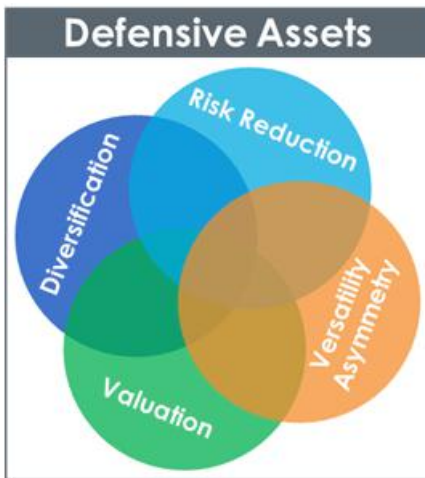 Defensive Assets
Risk Reduction
Diversification
Versatility
Asymmetry
Valuation